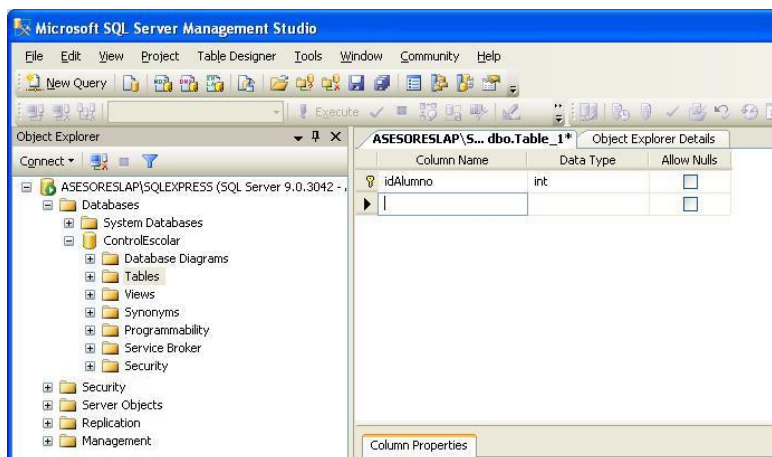 Microsoft SQL Server Management Studio
File Edit View Project Table Designer Tools Window Community Help
New Query
Execute
Object Explorer
ASESORESLAP\S... dbo.Table_1* Object Explorer Details
Connect
Column Name Data Type Allow Nulls
ASESORESLAP\SQLEXPRESS (SQL Server 9.0.3042 -
idAlumno int
Databases
System Databases
ControlEscolar
Database Diagrams
Tables
Views
Synonyms
Programmability
Service Broker
Security
Security
Server Objects
Replication
Management
Column Properties